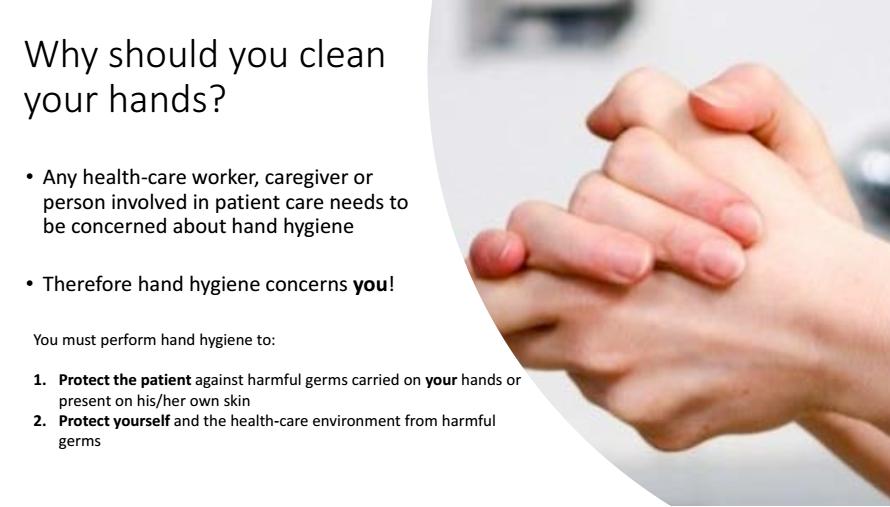 Why should you clean
your hands?
• Any health-care worker, caregiver or
person involved in patient care needs to
be concerned about hand hygiene
• Therefore hand hygiene concerns you!
You must perform hand hygiene to:
1. Protect the patient against harmful germs carried on your hands or
present on his/her own skin
2. Protect yourself and the health-care environment from harmful
germs